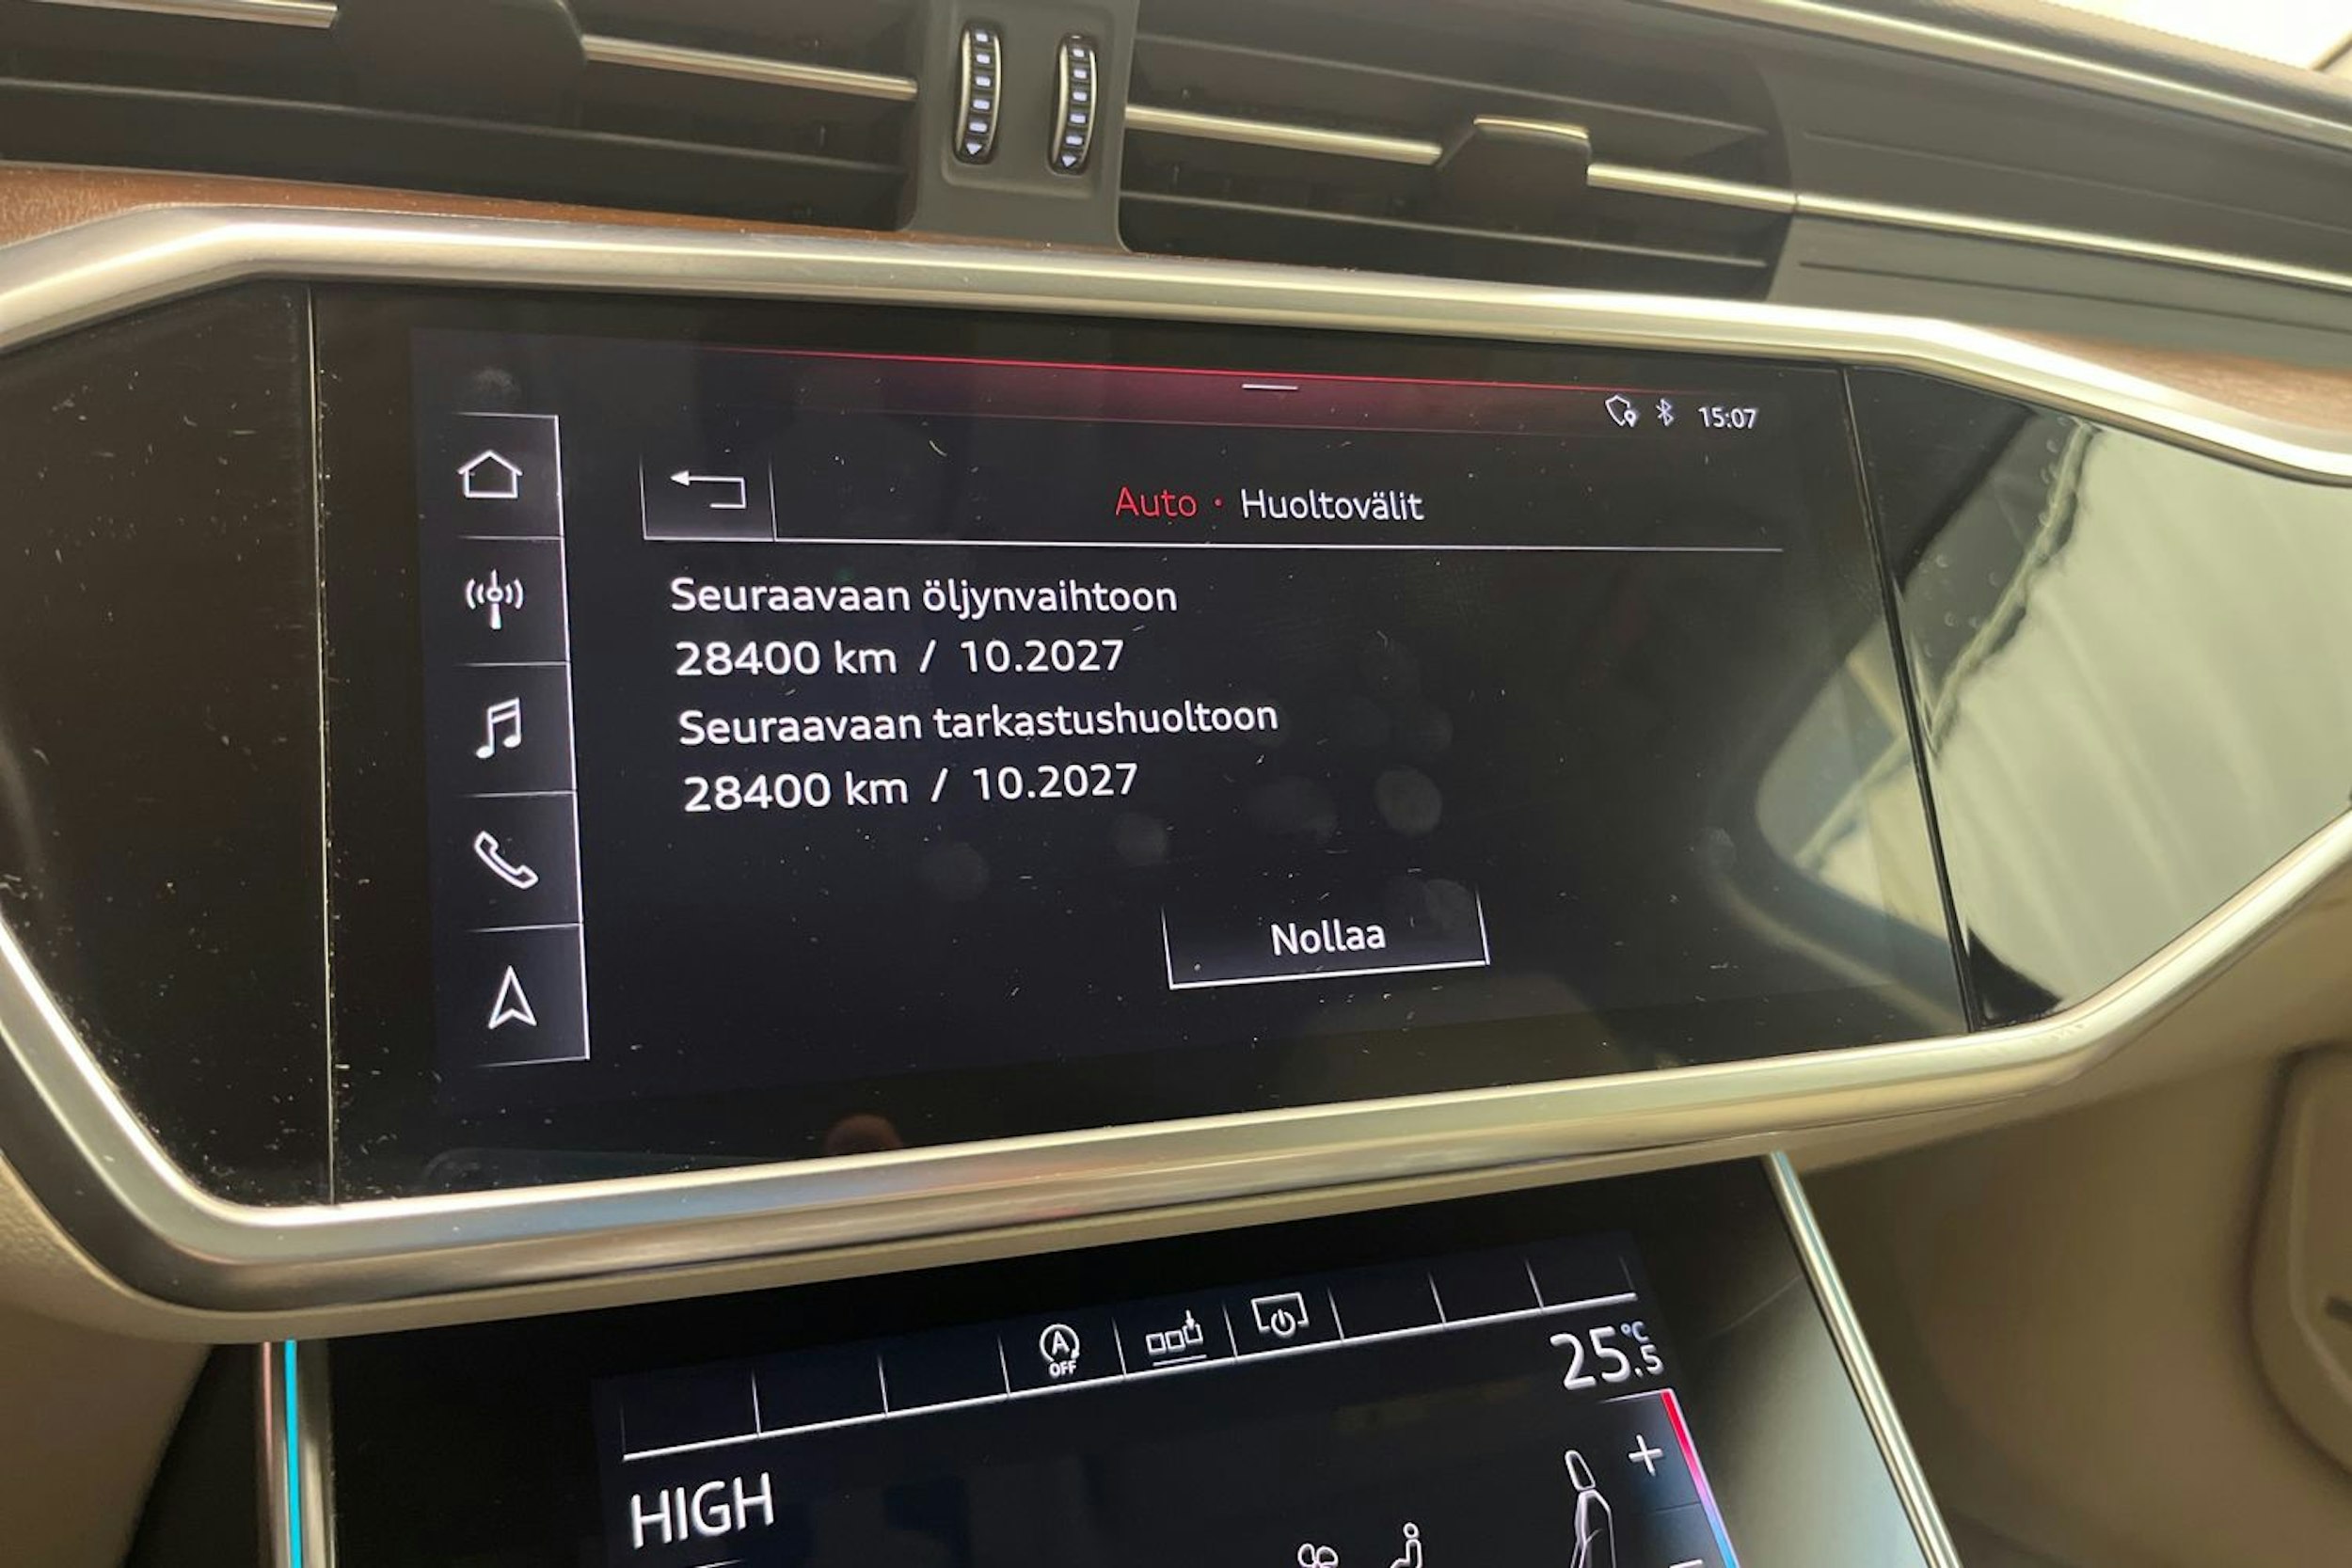 15:07
Auto • Huoltovälit
Seuraavaan öljynvaihtoon
28400 km / 10.2027
Seuraavaan tarkastushuoltoon
28400 km / 10.2027
Nollaa
A
OFF
25.5 °C
HIGH